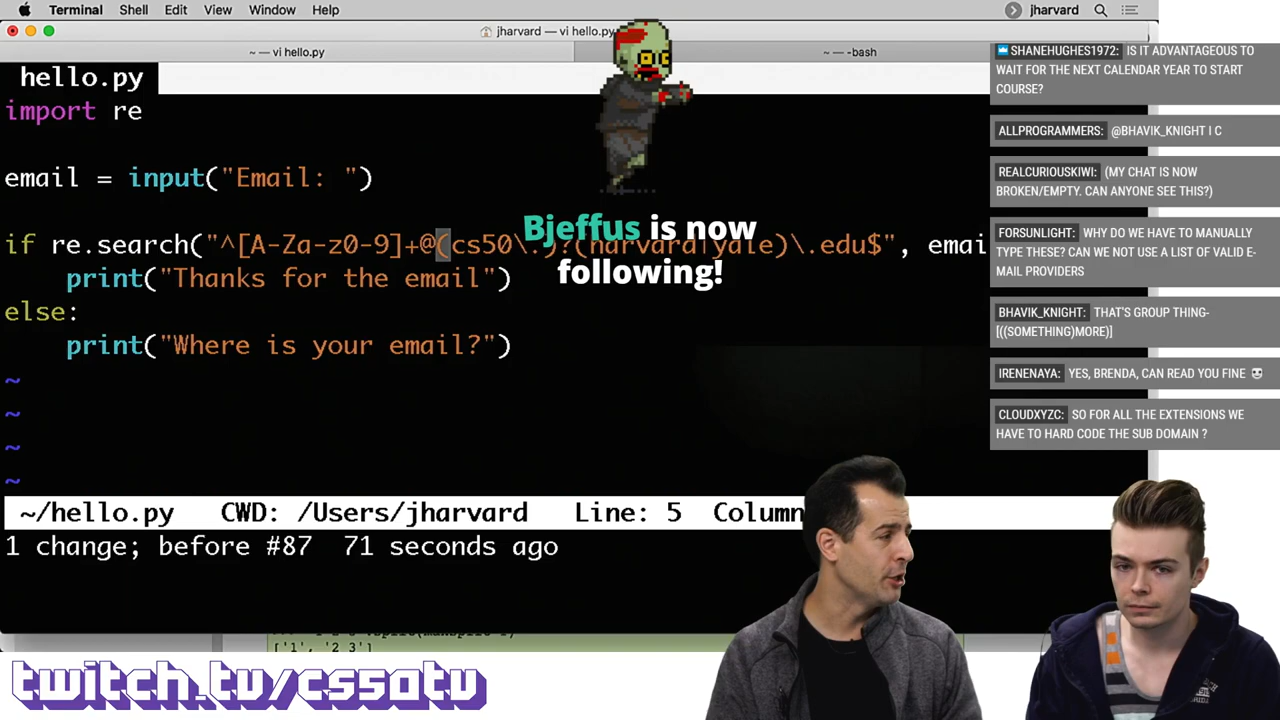 Terminal Shell Edit View Window Help
jharvard
jharvard — vi hello.py
~ — vi hello.py
~ — -bash
hello.py
import re
email = input("Email: ")
if re.search("^[A-Za-z0-9]+@(cs50\.)?(harvard|yale)\.edu$", emai
print("Thanks for the email")
else:
print("Where is your email?")
~
~
~
~
~/hello.py CWD: /Users/jharvard Line: 5 Column
1 change; before #87 71 seconds ago
['1', '2 3']
Bjeffus is now
following!
SHANEHUGHES1972: IS IT ADVANTAGEOUS TO
WAIT FOR THE NEXT CALENDAR YEAR TO START
COURSE?
ALLPROGRAMMERS: @BHAVIK_KNIGHT I C
REALCURIOUSKIWI: (MY CHAT IS NOW
BROKEN/EMPTY. CAN ANYONE SEE THIS?)
FORSUNLIGHT: WHY DO WE HAVE TO MANUALLY
TYPE THESE? CAN WE NOT USE A LIST OF VALID E-
MAIL PROVIDERS
BHAVIK_KNIGHT: THAT'S GROUP THING-
[((SOMETHING)MORE)]
IRENENAYA: YES, BRENDA, CAN READ YOU FINE
CLOUDXYZC: SO FOR ALL THE EXTENSIONS WE
HAVE TO HARD CODE THE SUB DOMAIN ?
twitch.tv/cs50tv